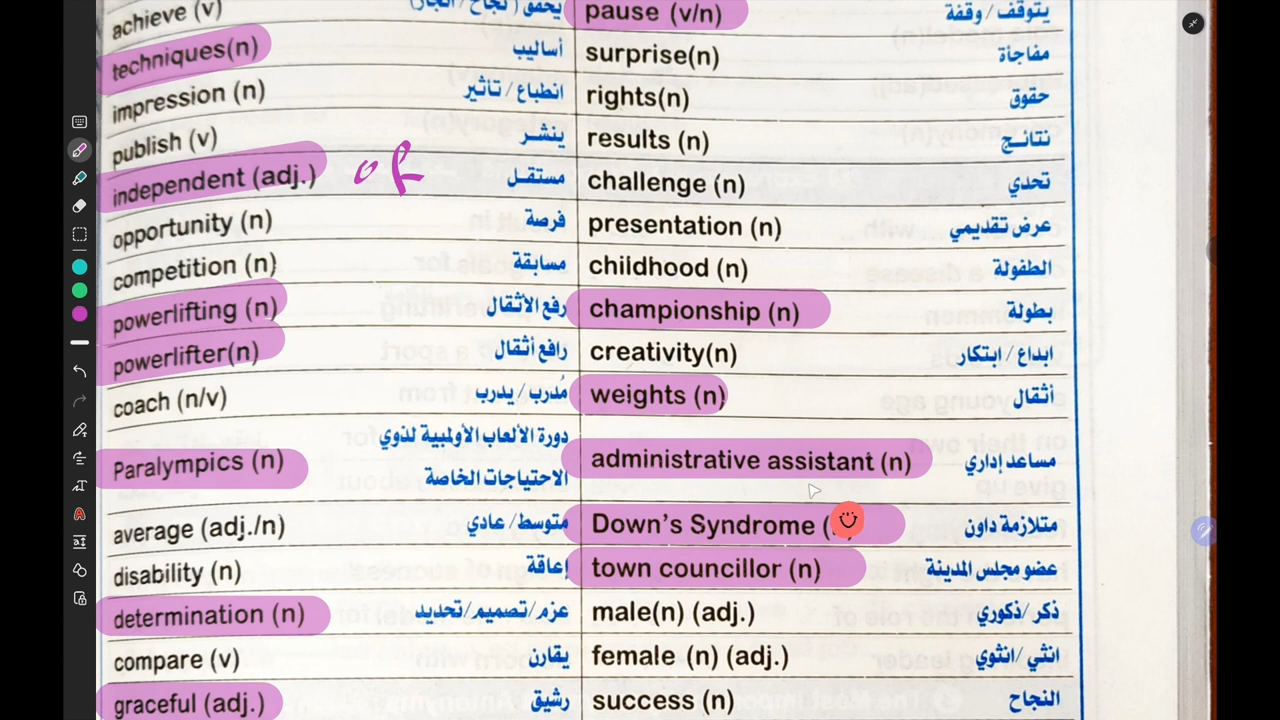 achieve (v) يحقق ( نجاح / انجاز) pause (v/n) يتوقف / وقفة
techniques(n) أساليب surprise(n) مفاجأة
impression (n) انطباع / تاثير rights(n) حقوق
publish (v) ينشر results (n) نتائج
independent (adj.) of مستقل challenge (n) تحدي
opportunity (n) فرصة presentation (n) عرض تقديمي
competition (n) مسابقة childhood (n) الطفولة
powerlifting (n) رفع الاثقال championship (n) بطولة
powerlifter(n) رافع أثقال creativity(n) ابداع / ابتكار
coach (n/v) مُدرب / يدرب weights (n) أثقال
Paralympics (n) دورة الألعاب الأولمبية لذوي الاحتياجات الخاصة administrative assistant (n) مساعد إداري
average (adj./n) متوسط / عادي Down's Syndrome ( متلازمة داون
disability (n) إعاقة town councillor (n) عضو مجلس المدينة
determination (n) عزم / تصميم / تحديد male(n) (adj.) ذكر / ذكوري
compare (v) يقارن female (n) (adj.) انثي / انثوي
graceful (adj.) رشيق success (n) النجاح